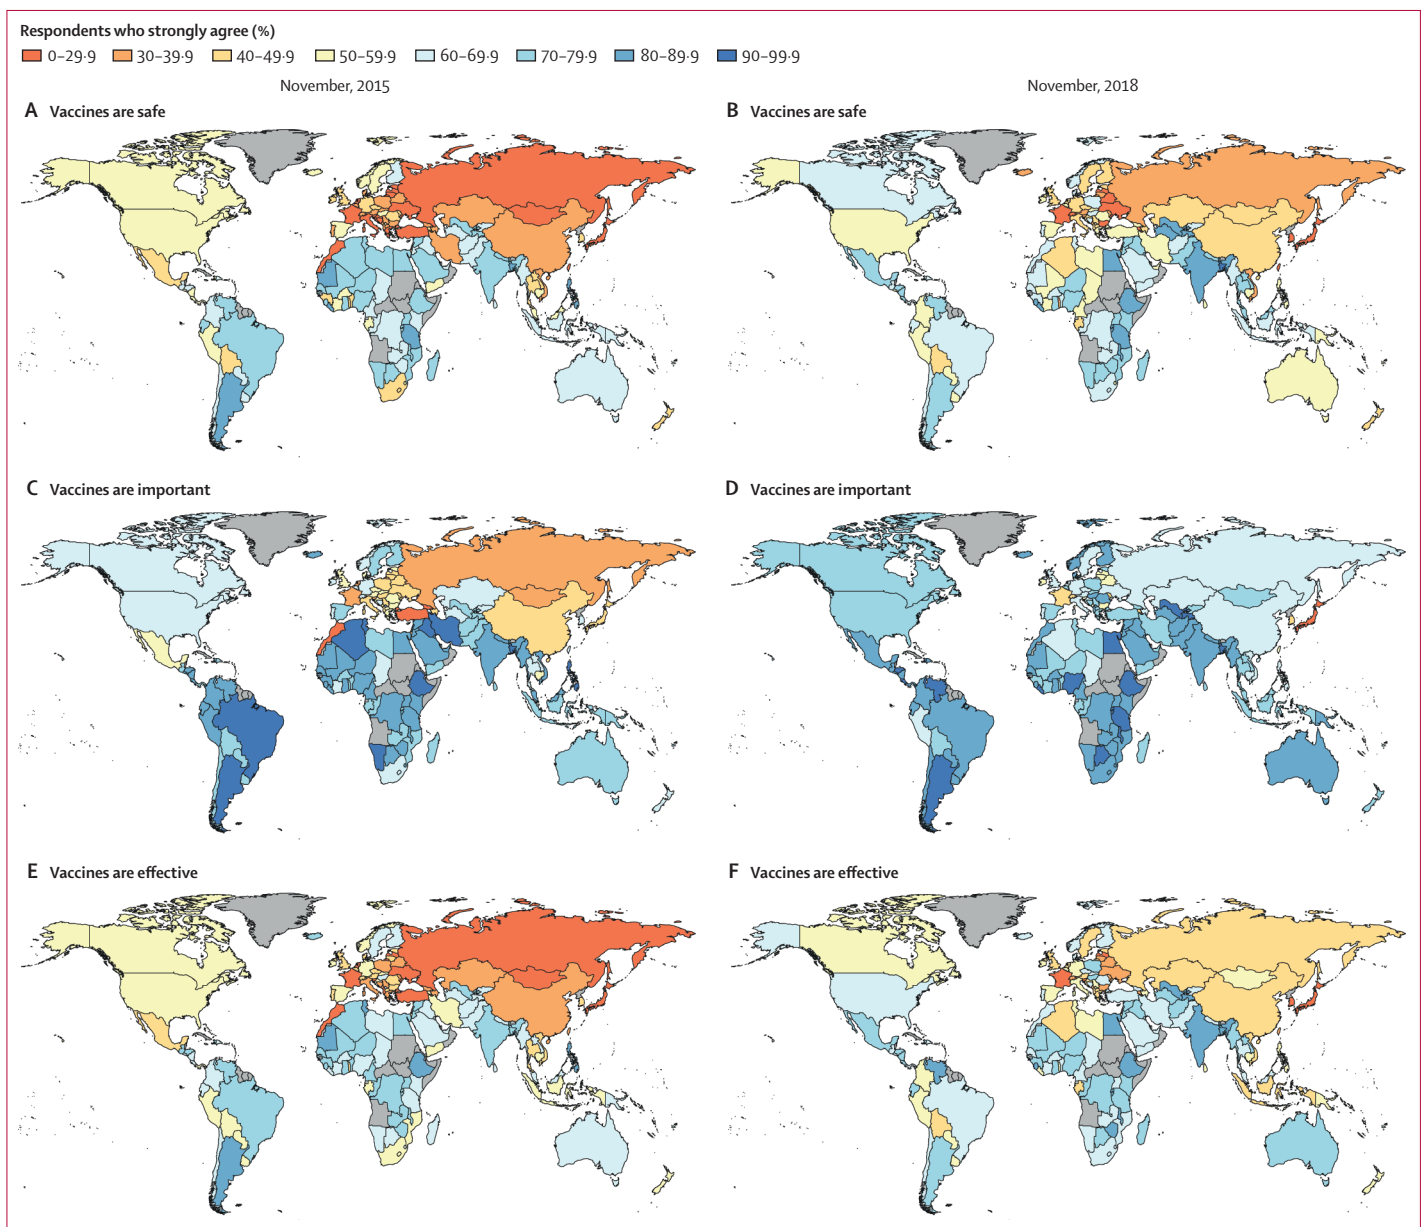 Respondents who strongly agree (%)
0–29·9 30–39·9 40–49·9 50–59·9 60–69·9 70–79·9 80–89·9 90–99·9
November, 2015 November, 2018
A Vaccines are safe B Vaccines are safe
C Vaccines are important D Vaccines are important
E Vaccines are effective F Vaccines are effective